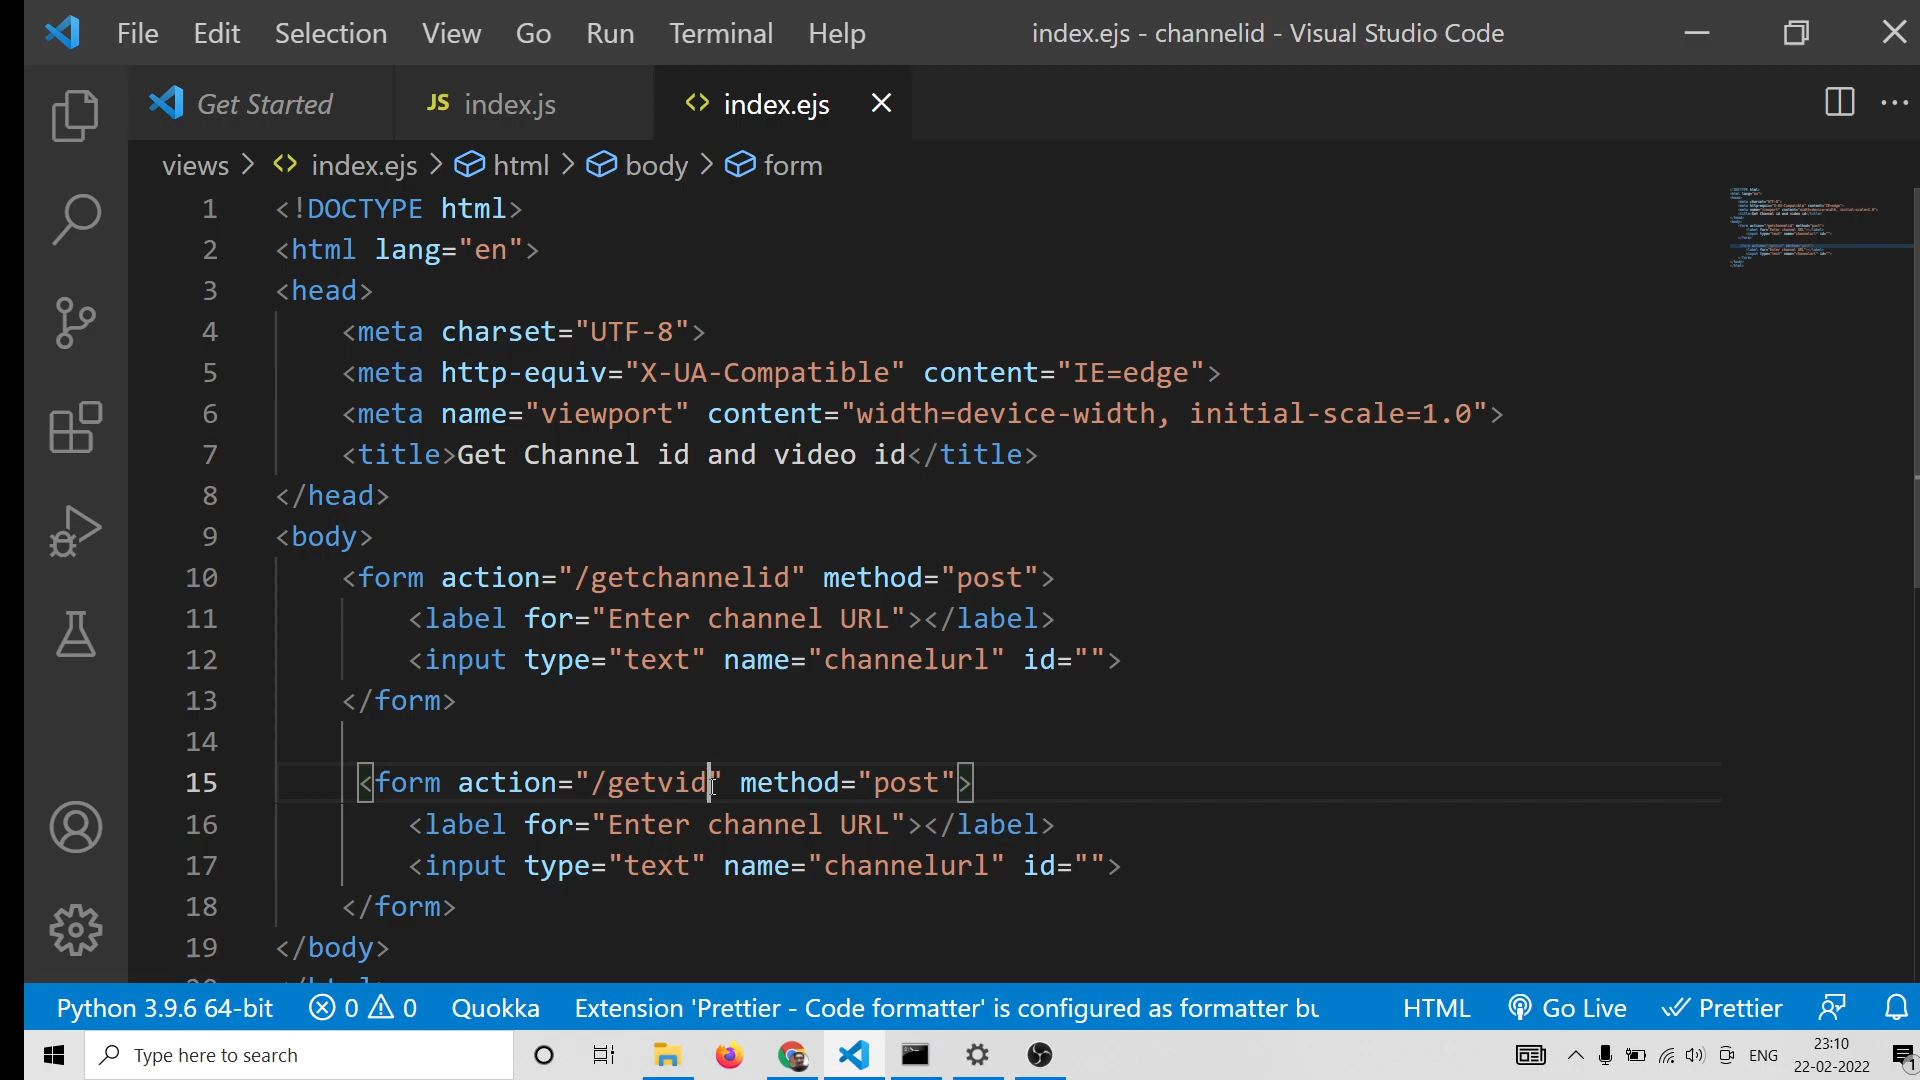 File Edit Selection View Go Run Terminal Help index.ejs - channelid - Visual Studio Code
Get Started JS index.js <> index.ejs
views > <> index.ejs > html > body > form
1 <!DOCTYPE html>
2 <html lang="en">
3 <head>
4 <meta charset="UTF-8">
5 <meta http-equiv="X-UA-Compatible" content="IE=edge">
6 <meta name="viewport" content="width=device-width, initial-scale=1.0">
7 <title>Get Channel id and video id</title>
8 </head>
9 <body>
10 <form action="/getchannelid" method="post">
11 <label for="Enter channel URL"></label>
12 <input type="text" name="channelurl" id="">
13 </form>
14
15 <form action="/getvid" method="post">
16 <label for="Enter channel URL"></label>
17 <input type="text" name="channelurl" id="">
18 </form>
19 </body>
Python 3.9.6 64-bit 0 0 Quokka Extension 'Prettier - Code formatter' is configured as formatter bu HTML Go Live Prettier
Type here to search ENG 23:10
22-02-2022 1